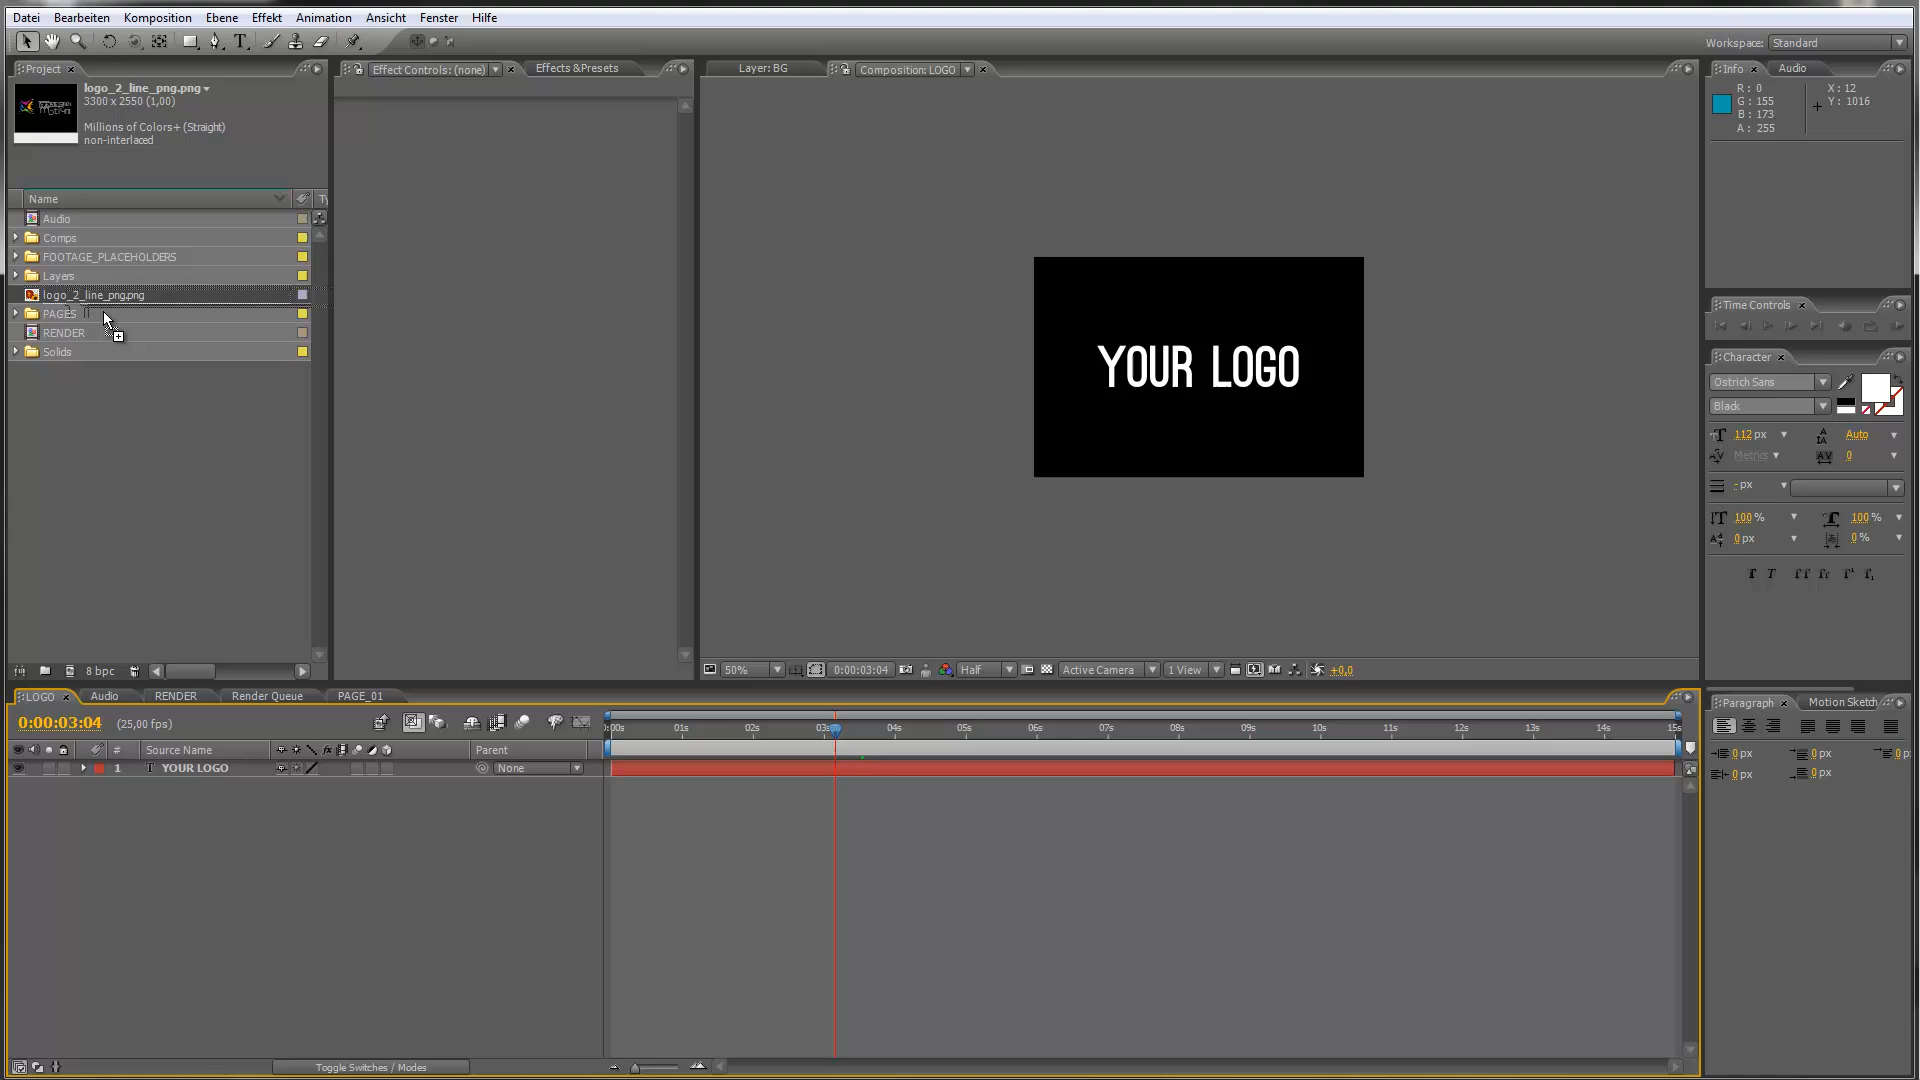 Datei Bearbeiten Komposition Ebene Effekt Animation Ansicht Fenster Hilfe
Workspace: Standard
Project
Effect Controls: (none) Effects &Presets
Layer: BG Composition: LOGO
Info Audio
logo_2_line_png.png
3300 x 2550 (1,00)
Millions of Colors+ (Straight)
non-interlaced
R : 0
G : 155
B : 173
A : 255
X : 12
Y : 1016
Name
Audio
Comps
FOOTAGE_PLACEHOLDERS
Layers
logo_2_line_png.png
PAGES
RENDER
Solids
YOUR LOGO
Time Controls
Character
Ostrich Sans
Black
112 px Auto
Metrics 0
- px
100 % 100 %
0 px 0 %
8 bpc
50% 0:00:03:04 Half Active Camera 1 View +0,0
LOGO Audio RENDER Render Queue PAGE_01
0:00:03:04 (25,00 fps)
:00s 01s 02s 03s 04s 05s 06s 07s 08s 09s 10s 11s 12s 13s 14s 15s
# Source Name Parent
1 T YOUR LOGO None
Toggle Switches / Modes
Paragraph Motion Sketch
0 px 0 px 0 p
0 px 0 px